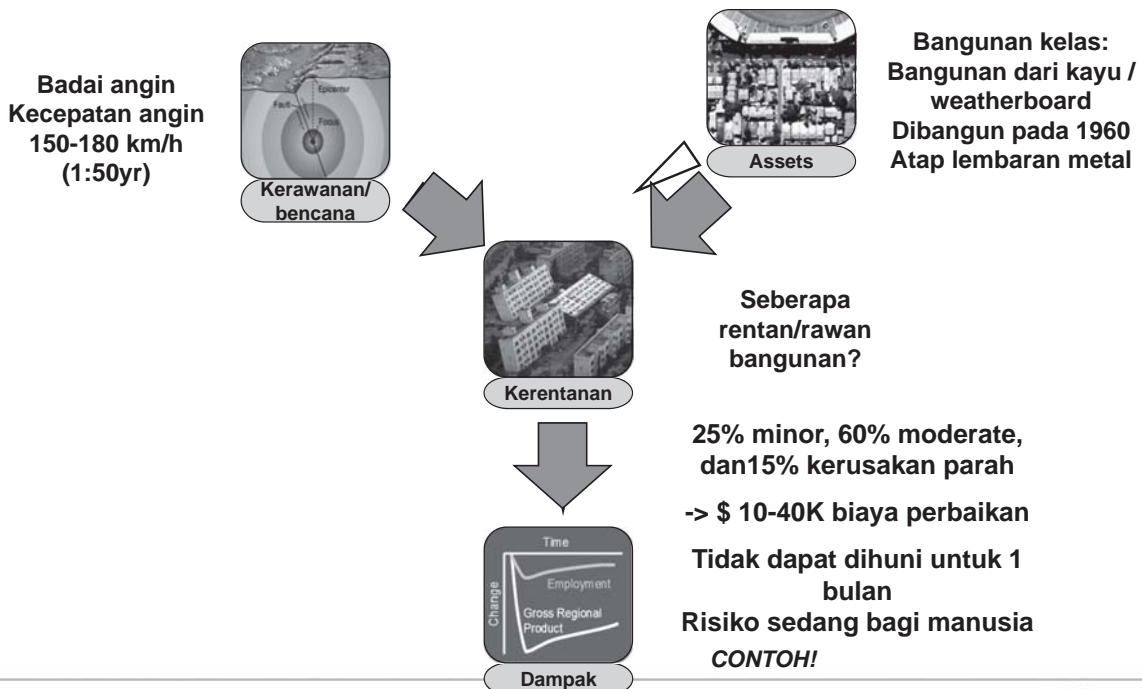 Badai angin
Kecepatan angin
150-180 km/h
(1:50yr)
Epicenter
Fault
Focus
Kerawanan/
bencana
Assets
Bangunan kelas:
Bangunan dari kayu /
weatherboard
Dibangun pada 1960
Atap lembaran metal
Kerentanan
Seberapa
rentan/rawan
bangunan?
25% minor, 60% moderate,
dan15% kerusakan parah
-> $ 10-40K biaya perbaikan
Tidak dapat dihuni untuk 1
bulan
Risiko sedang bagi manusia
CONTOH!
Time
Change
Employment
Gross Regional
Product
Dampak